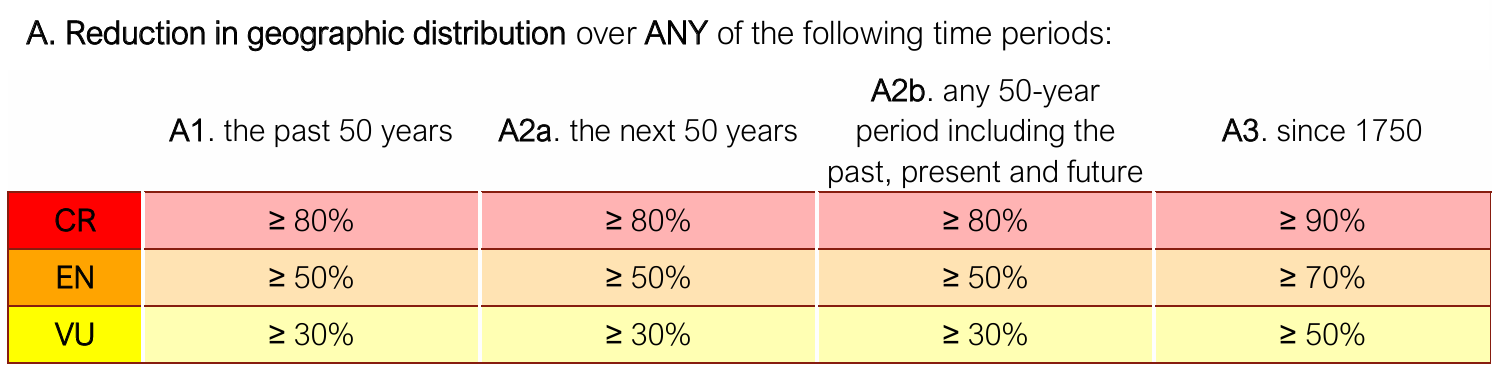 A. Reduction in geographic distribution over ANY of the following time periods:
A1. the past 50 years A2a. the next 50 years A2b. any 50-year period including the past, present and future A3. since 1750
CR ≥ 80% ≥ 80% ≥ 80% ≥ 90%
EN ≥ 50% ≥ 50% ≥ 50% ≥ 70%
VU ≥ 30% ≥ 30% ≥ 30% ≥ 50%